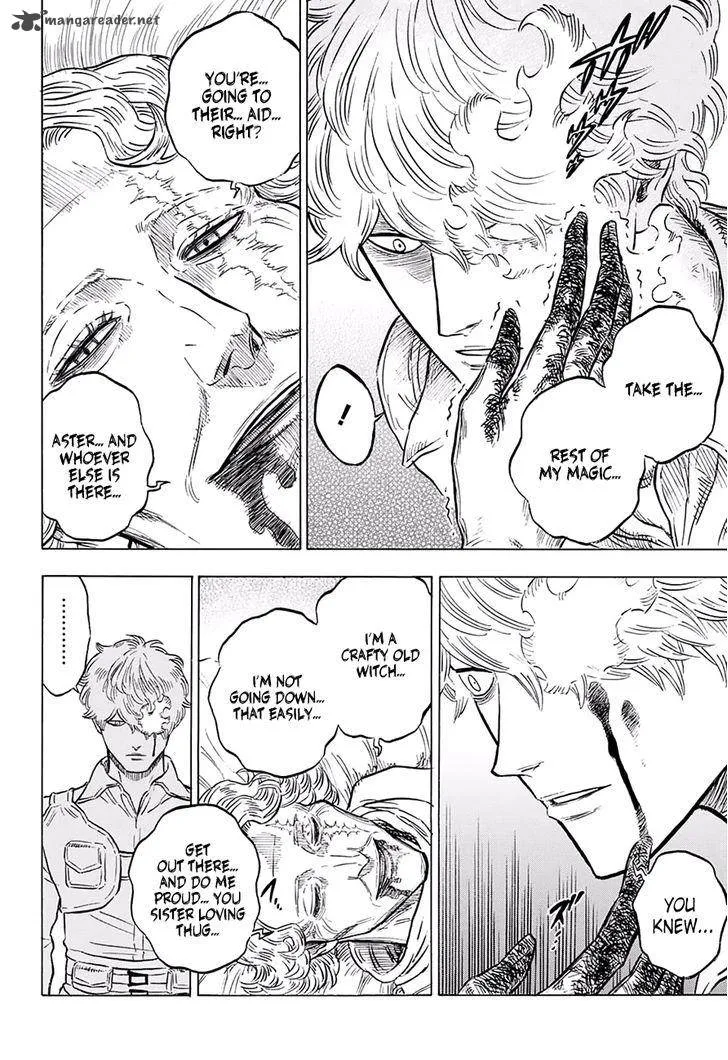 mangareader.net
TAKE THE...
REST OF
MY MAGIC...
!
YOU'RE...
GOING TO
THEIR... AID...
RIGHT?
ASTER... AND
WHOEVER
ELSE IS
THERE...
YOU
KNEW...
I'M A
CRAFTY OLD
WITCH...
I'M NOT
GOING DOWN...
THAT EASILY...
GET
OUT THERE...
AND DO ME
PROUD... YOU
SISTER LOVING
THUG...
.........